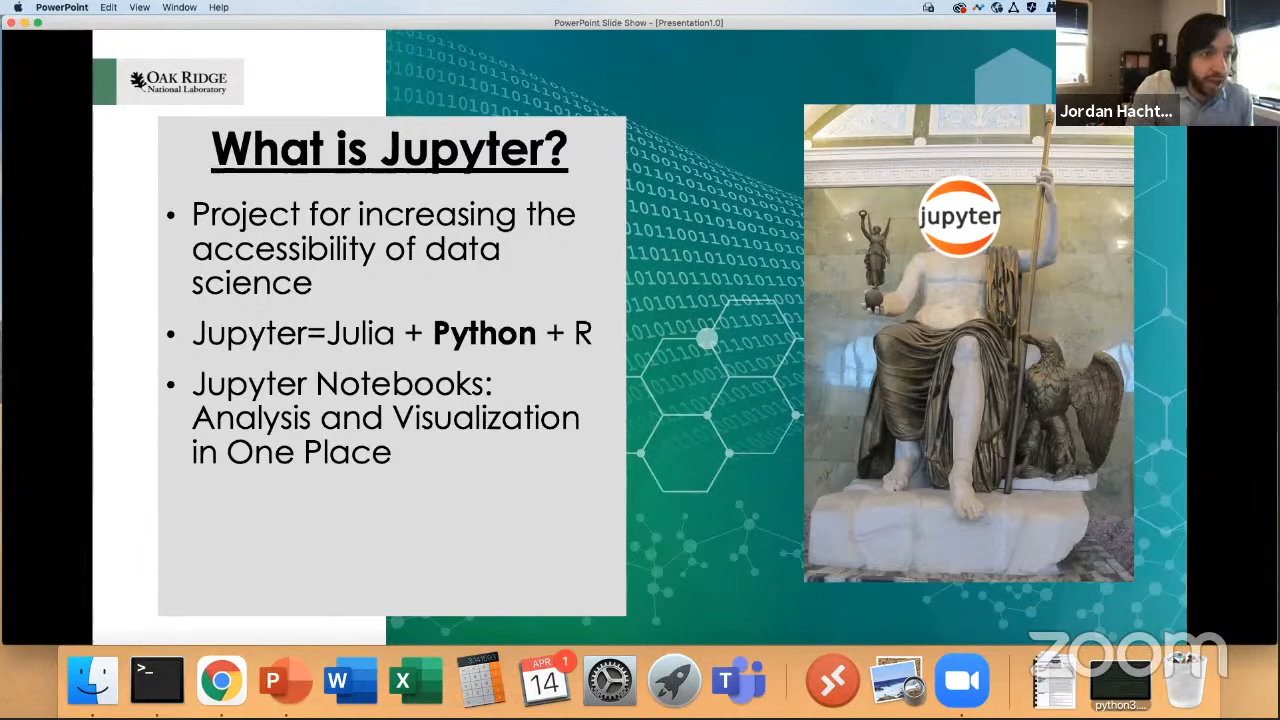 PowerPoint Edit View Window Help
PowerPoint Slide Show - [Presentation1.0]
OAK RIDGE
National Laboratory
Jordan Hacht...
What is Jupyter?
• Project for increasing the
accessibility of data
science
• Jupyter=Julia + Python + R
• Jupyter Notebooks:
Analysis and Visualization
in One Place
jupyter
zoom
APR
1
14
python3....